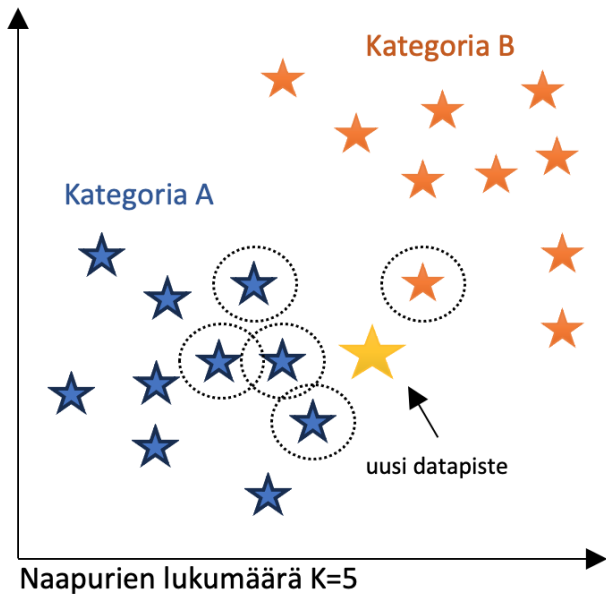 Kategoria B
Kategoria A
uusi datapiste
Naapurien lukumäärä K=5